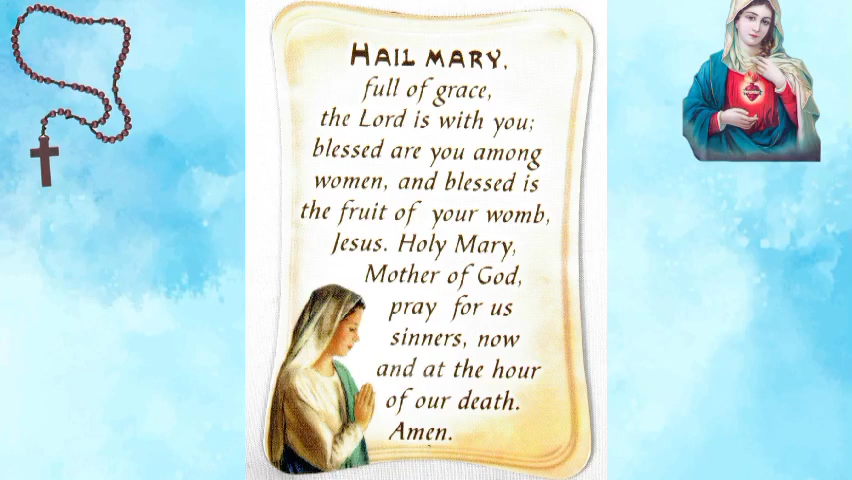 HAIL MARY,
full of grace,
the Lord is with you;
blessed are you among
women, and blessed is
the fruit of your womb,
Jesus. Holy Mary,
Mother of God,
pray for us
sinners, now
and at the hour
of our death.
Amen.